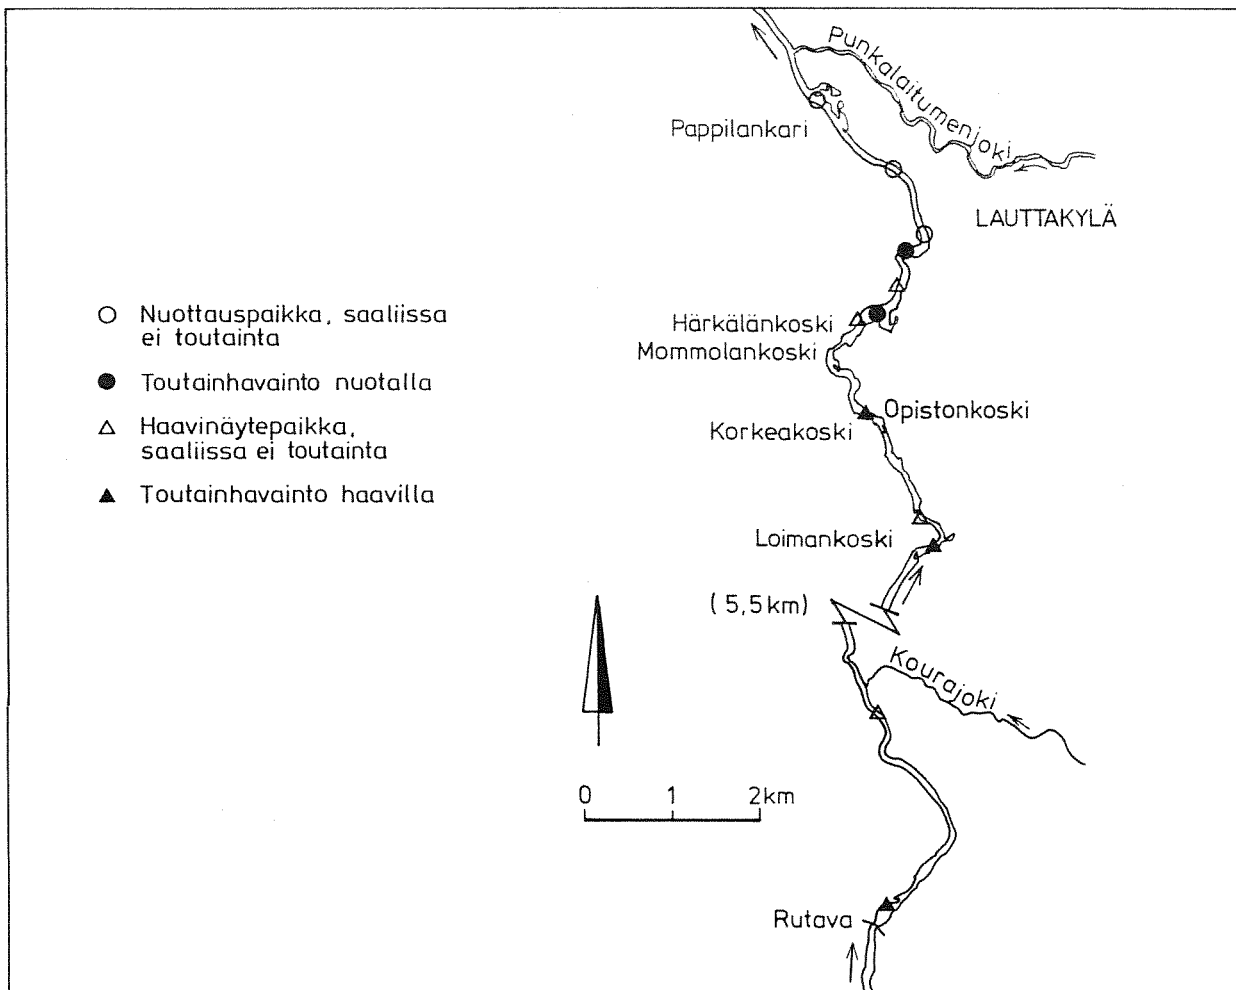 Punkalaitumenjoki
Pappilankari
LAUTTAKYLÄ
Nuottauspaikka, saaliissa
ei toutainta
Toutainhavainto nuotalla
Haavinäytepaikka,
saaliissa ei toutainta
Toutainhavainto haavilla
Härkälänkoski
Mommolankoski
Opistonkoski
Korkeakoski
Loimankoski
(5,5km)
Kourajoki
0 1 2km
Rutava